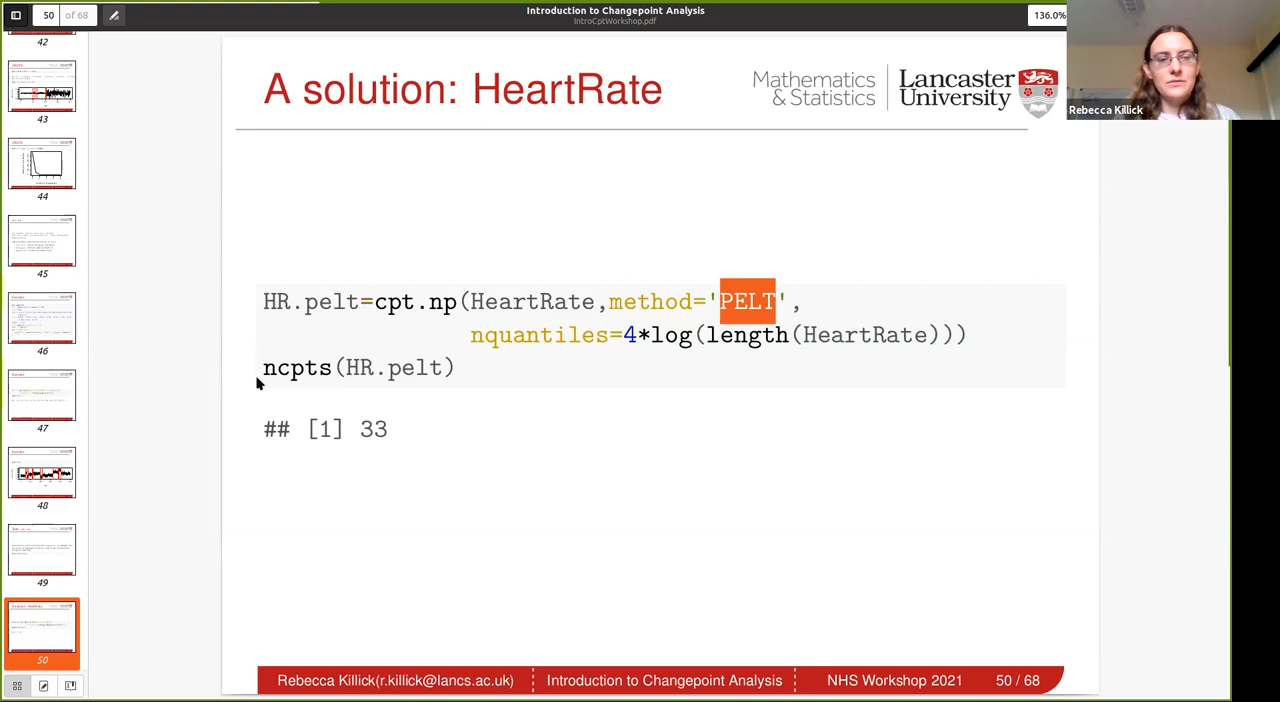 50 of 68
Introduction to Changepoint Analysis
IntroCptWorkshop.pdf
136.0%
Rebecca Killick
42
43
44
45
46
47
48
49
50
A solution: HeartRate
Mathematics
& Statistics
Lancaster
University
HR.pelt=cpt.np(HeartRate,method='PELT',
nquantiles=4*log(length(HeartRate)))
ncpts(HR.pelt)
## [1] 33
Rebecca Killick(r.killick@lancs.ac.uk)
Introduction to Changepoint Analysis
NHS Workshop 2021
50 / 68